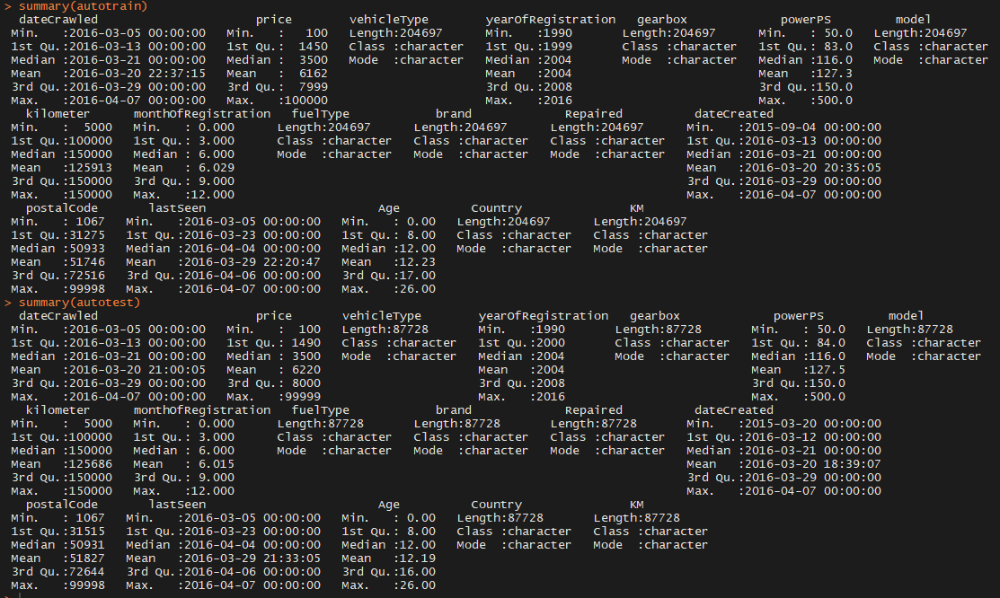 > summary(autotrain)
  dateCrawled                      price        vehicleType         yearOfRegistration   gearbox             powerPS         model
 Min.   :2016-03-05 00:00:00   Min.   :   100   Length:204697      Min.   :1990       Length:204697      Min.   : 50.0   Length:204697
 1st Qu.:2016-03-13 00:00:00   1st Qu.:  1450   Class :character   1st Qu.:1999       Class :character   1st Qu.: 83.0   Class :character
 Median :2016-03-21 00:00:00   Median :  3500   Mode  :character   Median :2004       Mode  :character   Median :116.0   Mode  :character
 Mean   :2016-03-20 22:37:15   Mean   :  6162                      Mean   :2004                          Mean   :127.3
 3rd Qu.:2016-03-29 00:00:00   3rd Qu.:  7999                      3rd Qu.:2008                          3rd Qu.:150.0
 Max.   :2016-04-07 00:00:00   Max.   :100000                      Max.   :2016                          Max.   :500.0
   kilometer      monthOfRegistration   fuelType            brand             Repaired          dateCreated
 Min.   :  5000   Min.   : 0.000      Length:204697      Length:204697      Length:204697      Min.   :2015-09-04 00:00:00
 1st Qu.:100000   1st Qu.: 3.000      Class :character   Class :character   Class :character   1st Qu.:2016-03-13 00:00:00
 Median :150000   Median : 6.000      Mode  :character   Mode  :character   Mode  :character   Median :2016-03-21 00:00:00
 Mean   :125913   Mean   : 6.029                                                               Mean   :2016-03-20 20:35:05
 3rd Qu.:150000   3rd Qu.: 9.000                                                               3rd Qu.:2016-03-29 00:00:00
 Max.   :150000   Max.   :12.000                                                               Max.   :2016-04-07 00:00:00
   postalCode       lastSeen                        Age          Country               KM
 Min.   : 1067   Min.   :2016-03-05 00:00:00   Min.   : 0.00   Length:204697      Length:204697
 1st Qu.:31275   1st Qu.:2016-03-23 00:00:00   1st Qu.: 8.00   Class :character   Class :character
 Median :50933   Median :2016-04-04 00:00:00   Median :12.00   Mode  :character   Mode  :character
 Mean   :51746   Mean   :2016-03-29 22:20:47   Mean   :12.23
 3rd Qu.:72516   3rd Qu.:2016-04-06 00:00:00   3rd Qu.:17.00
 Max.   :99998   Max.   :2016-04-07 00:00:00   Max.   :26.00
> summary(autotest)
  dateCrawled                      price       vehicleType        yearOfRegistration   gearbox            powerPS         model
 Min.   :2016-03-05 00:00:00   Min.   :  100   Length:87728       Min.   :1990       Length:87728       Min.   : 50.0   Length:87728
 1st Qu.:2016-03-13 00:00:00   1st Qu.: 1490   Class :character   1st Qu.:2000       Class :character   1st Qu.: 84.0   Class :character
 Median :2016-03-21 00:00:00   Median : 3500   Mode  :character   Median :2004       Mode  :character   Median :116.0   Mode  :character
 Mean   :2016-03-20 21:00:05   Mean   : 6220                      Mean   :2004                          Mean   :127.5
 3rd Qu.:2016-03-29 00:00:00   3rd Qu.: 8000                      3rd Qu.:2008                          3rd Qu.:150.0
 Max.   :2016-04-07 00:00:00   Max.   :99999                      Max.   :2016                          Max.   :500.0
   kilometer      monthOfRegistration   fuelType            brand             Repaired          dateCreated
 Min.   :  5000   Min.   : 0.000      Length:87728       Length:87728       Length:87728       Min.   :2015-03-20 00:00:00
 1st Qu.:100000   1st Qu.: 3.000      Class :character   Class :character   Class :character   1st Qu.:2016-03-12 00:00:00
 Median :150000   Median : 6.000      Mode  :character   Mode  :character   Mode  :character   Median :2016-03-21 00:00:00
 Mean   :125686   Mean   : 6.015                                                               Mean   :2016-03-20 18:39:07
 3rd Qu.:150000   3rd Qu.: 9.000                                                               3rd Qu.:2016-03-29 00:00:00
 Max.   :150000   Max.   :12.000                                                               Max.   :2016-04-07 00:00:00
   postalCode       lastSeen                        Age          Country               KM
 Min.   : 1067   Min.   :2016-03-05 00:00:00   Min.   : 0.00   Length:87728       Length:87728
 1st Qu.:31515   1st Qu.:2016-03-23 00:00:00   1st Qu.: 8.00   Class :character   Class :character
 Median :50931   Median :2016-04-04 00:00:00   Median :12.00   Mode  :character   Mode  :character
 Mean   :51827   Mean   :2016-03-29 21:33:05   Mean   :12.19
 3rd Qu.:72644   3rd Qu.:2016-04-06 00:00:00   3rd Qu.:16.00
 Max.   :99998   Max.   :2016-04-07 00:00:00   Max.   :26.00
>